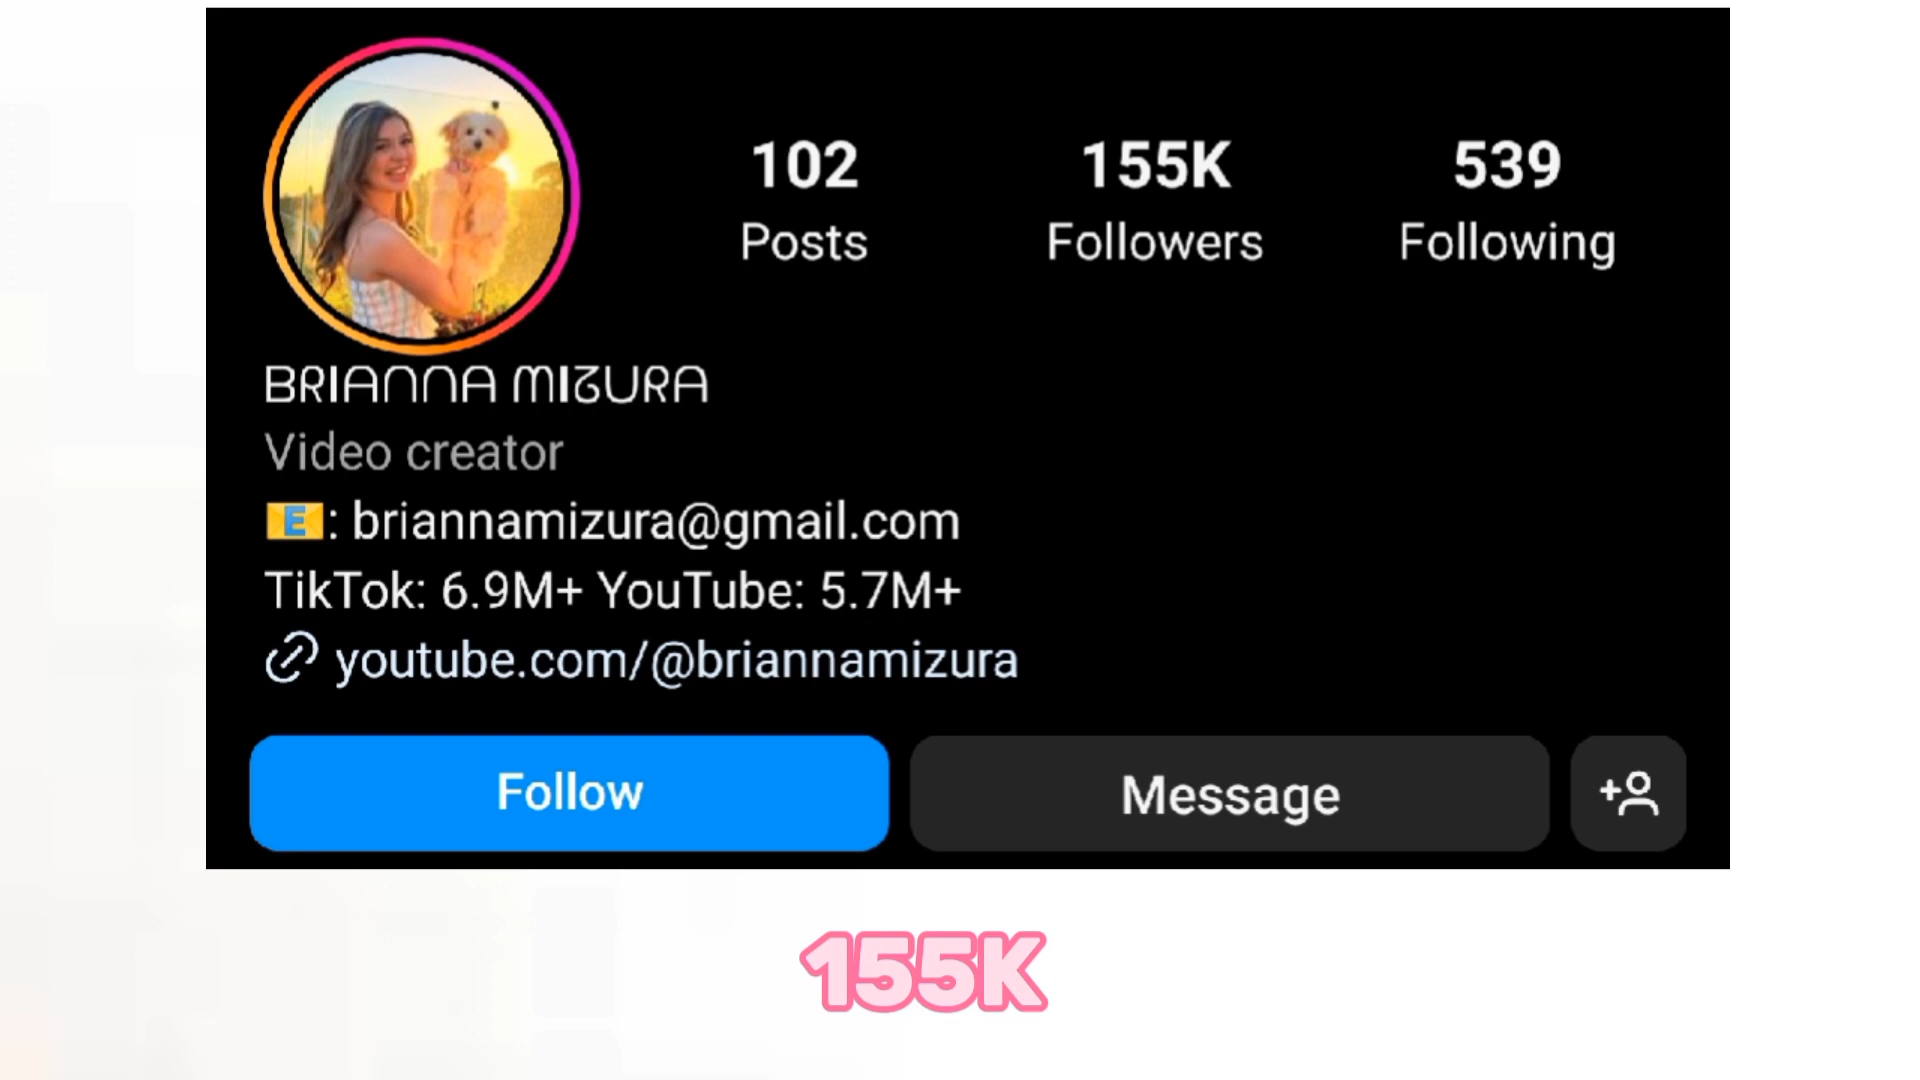 102 155K 539
Posts Followers Following
BRIANNA MIZURA
Video creator
📧: briannamizura@gmail.com
TikTok: 6.9M+ YouTube: 5.7M+
youtube.com/@briannamizura
Follow Message
155K